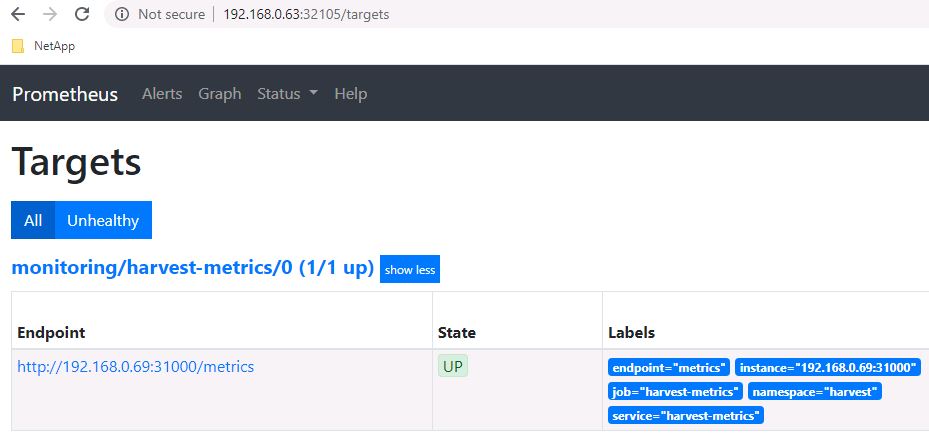 Not secure | 192.168.0.63:32105/targets
NetApp
Prometheus Alerts Graph Status Help
Targets
All Unhealthy
monitoring/harvest-metrics/0 (1/1 up) show less
Endpoint State Labels
http://192.168.0.69:31000/metrics UP endpoint="metrics" instance="192.168.0.69:31000"
job="harvest-metrics" namespace="harvest"
service="harvest-metrics"